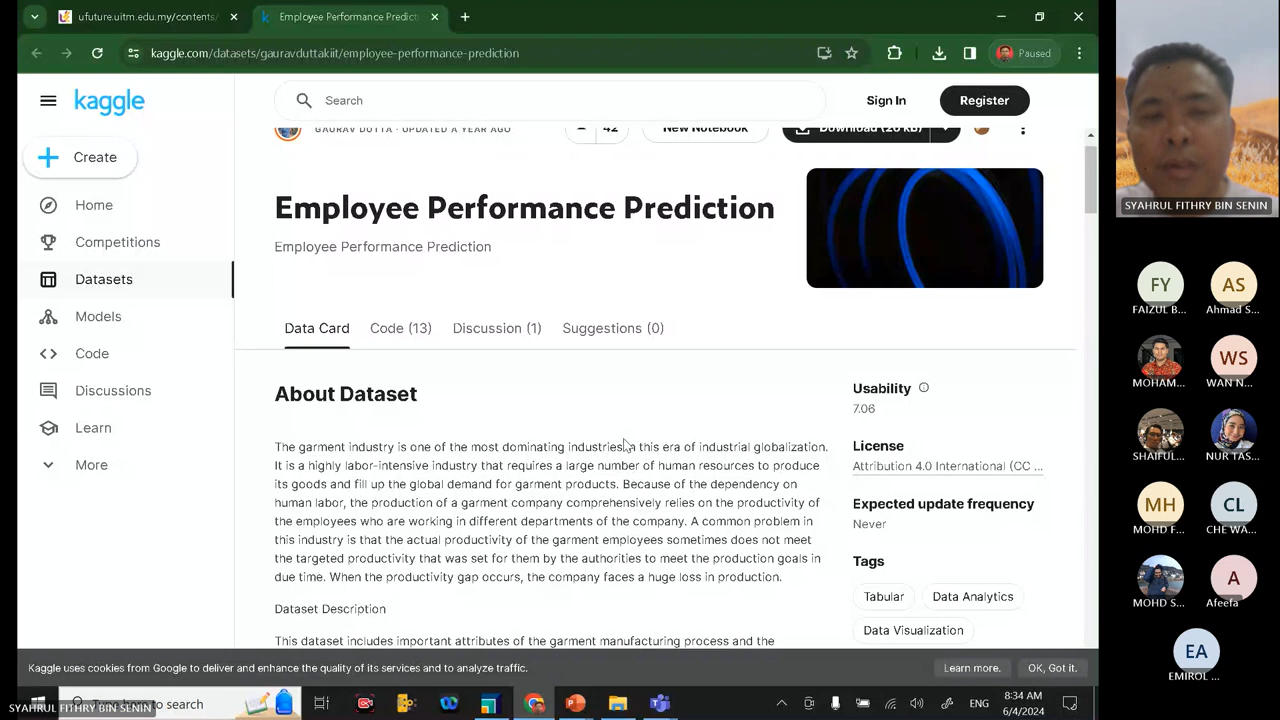 ufuture.uitm.edu.my/contents/
Employee Performance Predict
kaggle.com/datasets/gauravduttakiit/employee-performance-prediction
Paused
kaggle
Search
Sign In
Register
Create
Home
Competitions
Datasets
Models
Code
Discussions
Learn
More
GAURAV DUTTA · UPDATED A YEAR AGO
42
New Notebook
Download (20 kB)
Employee Performance Prediction
Employee Performance Prediction
Data Card
Code (13)
Discussion (1)
Suggestions (0)
About Dataset
The garment industry is one of the most dominating industries in this era of industrial globalization.
It is a highly labor-intensive industry that requires a large number of human resources to produce
its goods and fill up the global demand for garment products. Because of the dependency on
human labor, the production of a garment company comprehensively relies on the productivity of
the employees who are working in different departments of the company. A common problem in
this industry is that the actual productivity of the garment employees sometimes does not meet
the targeted productivity that was set for them by the authorities to meet the production goals in
due time. When the productivity gap occurs, the company faces a huge loss in production.
Dataset Description
This dataset includes important attributes of the garment manufacturing process and the
Usability
7.06
License
Attribution 4.0 International (CC ...
Expected update frequency
Never
Tags
Tabular
Data Analytics
Data Visualization
Kaggle uses cookies from Google to deliver and enhance the quality of its services and to analyze traffic.
Learn more.
OK, Got it.
Type here to search
SYAHRUL FITHRY BIN SENIN
ENG
8:34 AM
6/4/2024
SYAHRUL FITHRY BIN SENIN
FY
FAIZUL B...
AS
Ahmad S...
MOHAM...
WS
WAN N...
SHAIFUL...
NUR TAS...
MH
MOHD F...
CL
CHE WA...
MOHD S...
A
Afeefa
EA
EMIROL ...